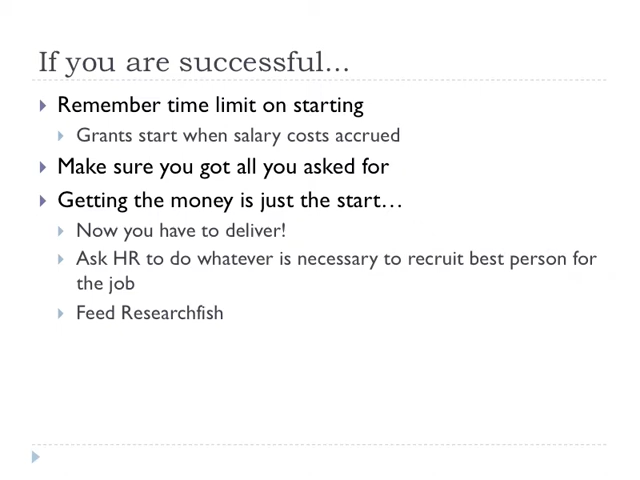 If you are successful...
Remember time limit on starting
Grants start when salary costs accrued
Make sure you got all you asked for
Getting the money is just the start…
Now you have to deliver!
Ask HR to do whatever is necessary to recruit best person for
the job
Feed Researchfish